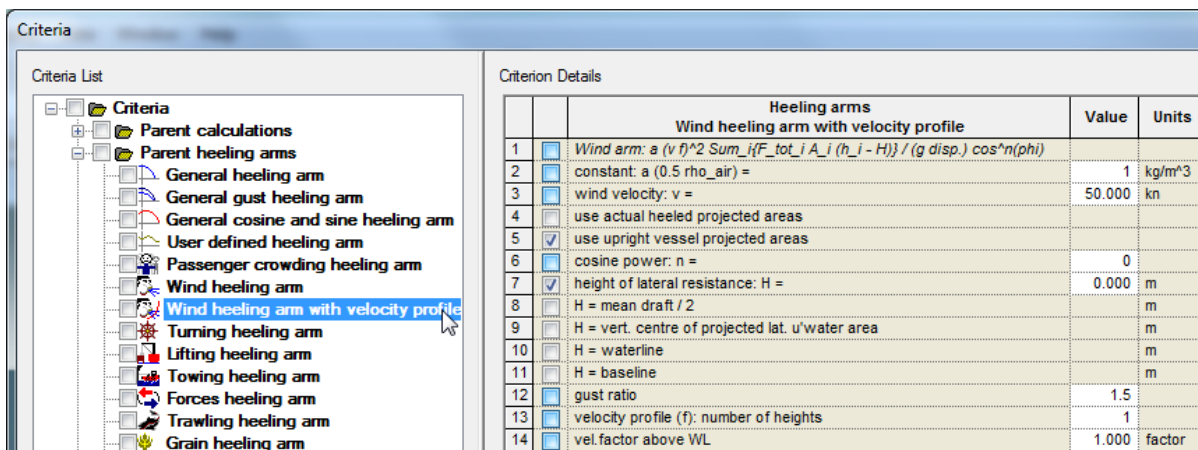 Criteria
Help
Criteria List
Criteria
Parent calculations
Parent heeling arms
General heeling arm
General gust heeling arm
General cosine and sine heeling arm
User defined heeling arm
Passenger crowding heeling arm
Wind heeling arm
Wind heeling arm with velocity profile
Turning heeling arm
Lifting heeling arm
Towing heeling arm
Forces heeling arm
Trawling heeling arm
Grain heeling arm
Criterion Details
Heeling arms
Wind heeling arm with velocity profile Value Units
1 Wind arm: a (v f)^2 Sum_i{F_tot_i A_i (h_i - H)} / (g disp.) cos^n(phi)
2 constant: a (0.5 rho_air) = 1 kg/m^3
3 wind velocity: v = 50.000 kn
4 use actual heeled projected areas
5 use upright vessel projected areas
6 cosine power: n = 0
7 height of lateral resistance: H = 0.000 m
8 H = mean draft / 2 m
9 H = vert. centre of projected lat. u'water area m
10 H = waterline m
11 H = baseline m
12 gust ratio 1.5
13 velocity profile (f): number of heights 1
14 vel.factor above WL 1.000 factor